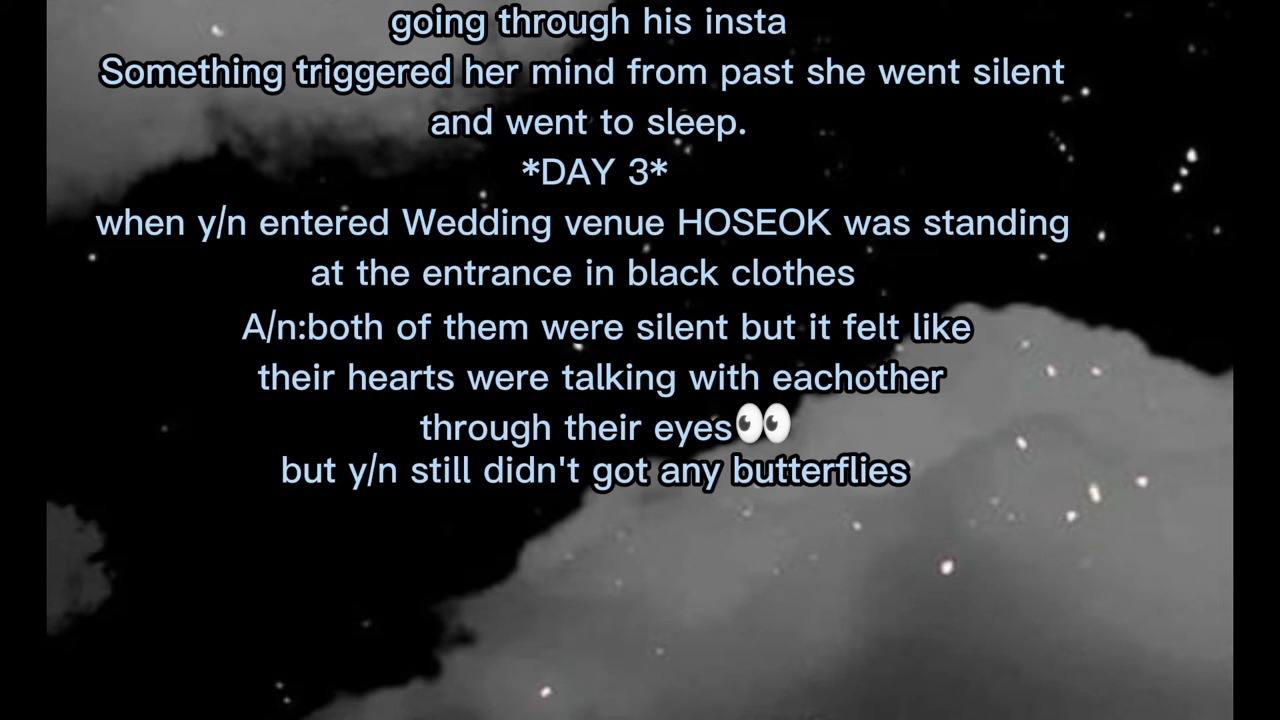 going through his insta
Something triggered her mind from past she went silent
and went to sleep.
*DAY 3*
when y/n entered Wedding venue HOSEOK was standing
at the entrance in black clothes
A/n:both of them were silent but it felt like
their hearts were talking with eachother
through their eyes👀
but y/n still didn't got any butterflies